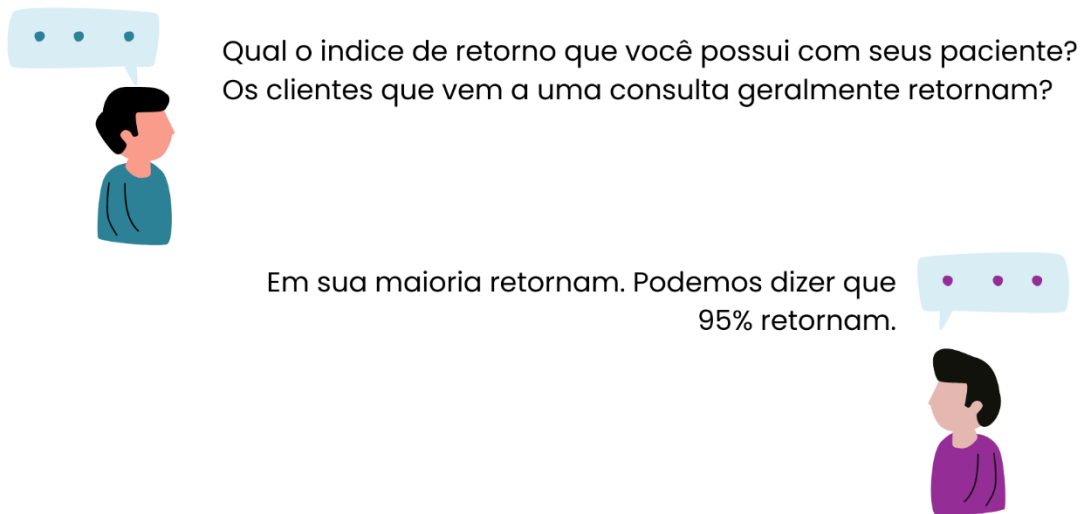 Qual o indice de retorno que você possui com seus paciente?
Os clientes que vem a uma consulta geralmente retornam?
Em sua maioria retornam. Podemos dizer que
95% retornam.